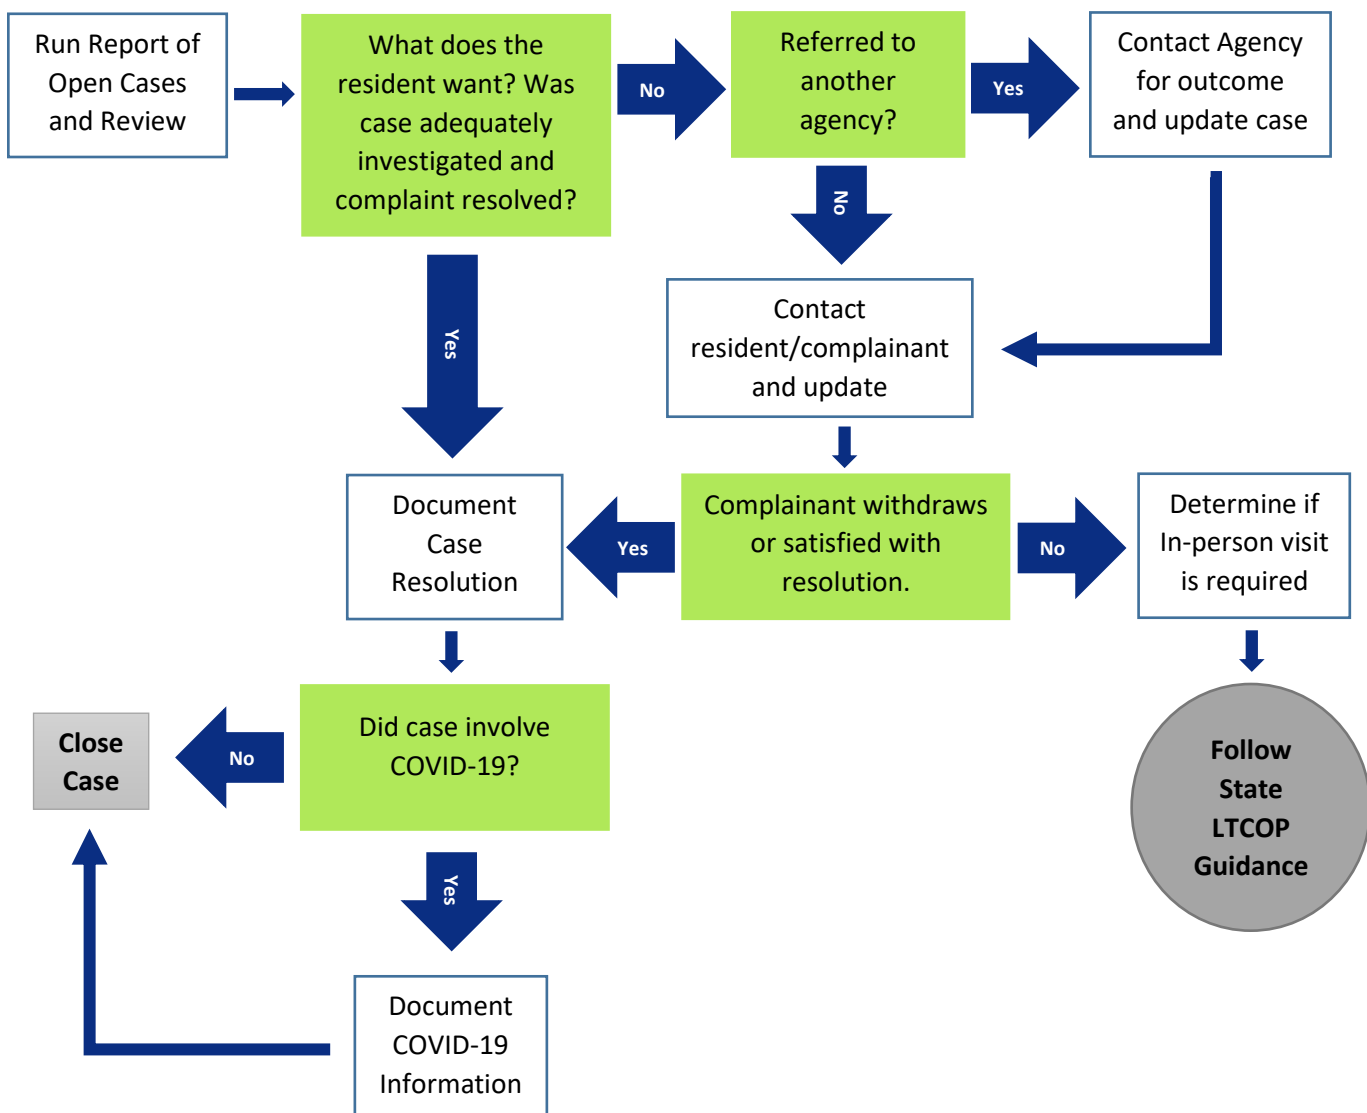 Run Report of
Open Cases
and Review
What does the
resident want? Was
case adequately
investigated and
complaint resolved?
No
Referred to
another
agency?
Yes
Contact Agency
for outcome
and update case
No
Yes
Contact
resident/complainant
and update
Document
Case
Resolution
Yes
Complainant withdraws
or satisfied with
resolution.
No
Determine if
In-person visit
is required
Close
Case
No
Did case involve
COVID-19?
Follow
State
LTCOP
Guidance
Yes
Document
COVID-19
Information